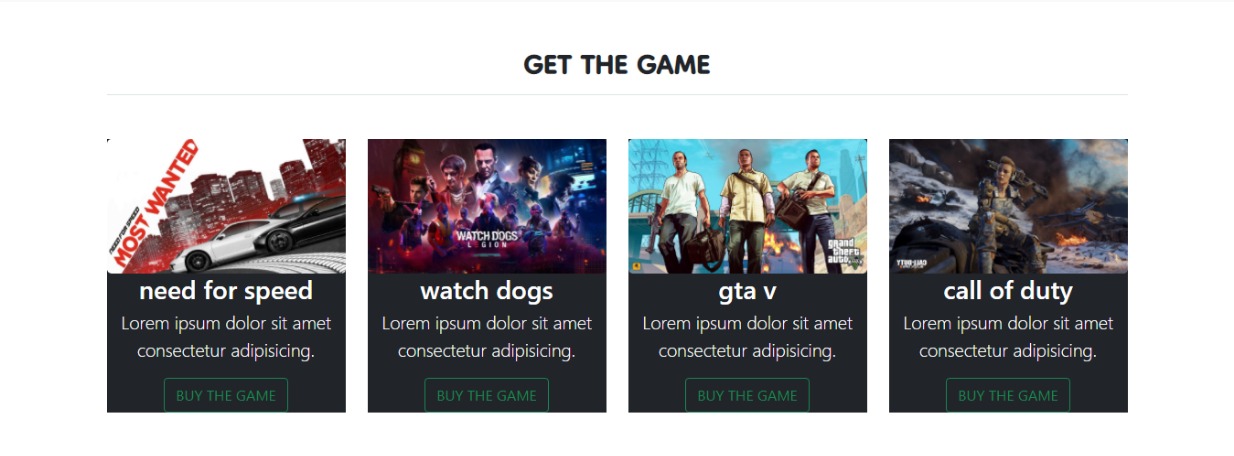 GET THE GAME
NEED FOR SPEED
MOST WANTED
WATCH DOGS
LEGION
grand
theft
auto
need for speed
watch dogs
gta v
call of duty
Lorem ipsum dolor sit amet
consectetur adipisicing.
Lorem ipsum dolor sit amet
consectetur adipisicing.
Lorem ipsum dolor sit amet
consectetur adipisicing.
Lorem ipsum dolor sit amet
consectetur adipisicing.
BUY THE GAME
BUY THE GAME
BUY THE GAME
BUY THE GAME